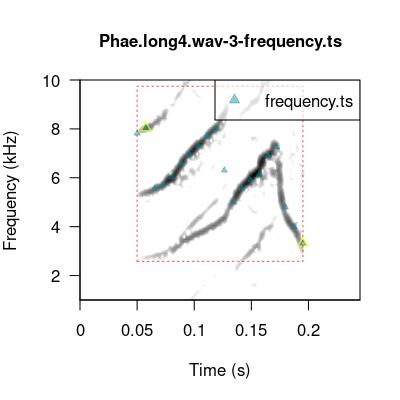 Phae.long4.wav-3-frequency.ts
frequency.ts
Frequency (kHz)
10
8
6
4
2
0 0.05 0.1 0.15 0.2
Time (s)